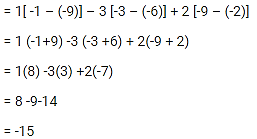 = 1[ -1 – (-9)] – 3 [-3 – (-6)] + 2 [-9 – (-2)]
= 1 (-1+9) -3 (-3 +6) + 2(-9 + 2)
= 1(8) -3(3) +2(-7)
= 8 -9-14
= -15